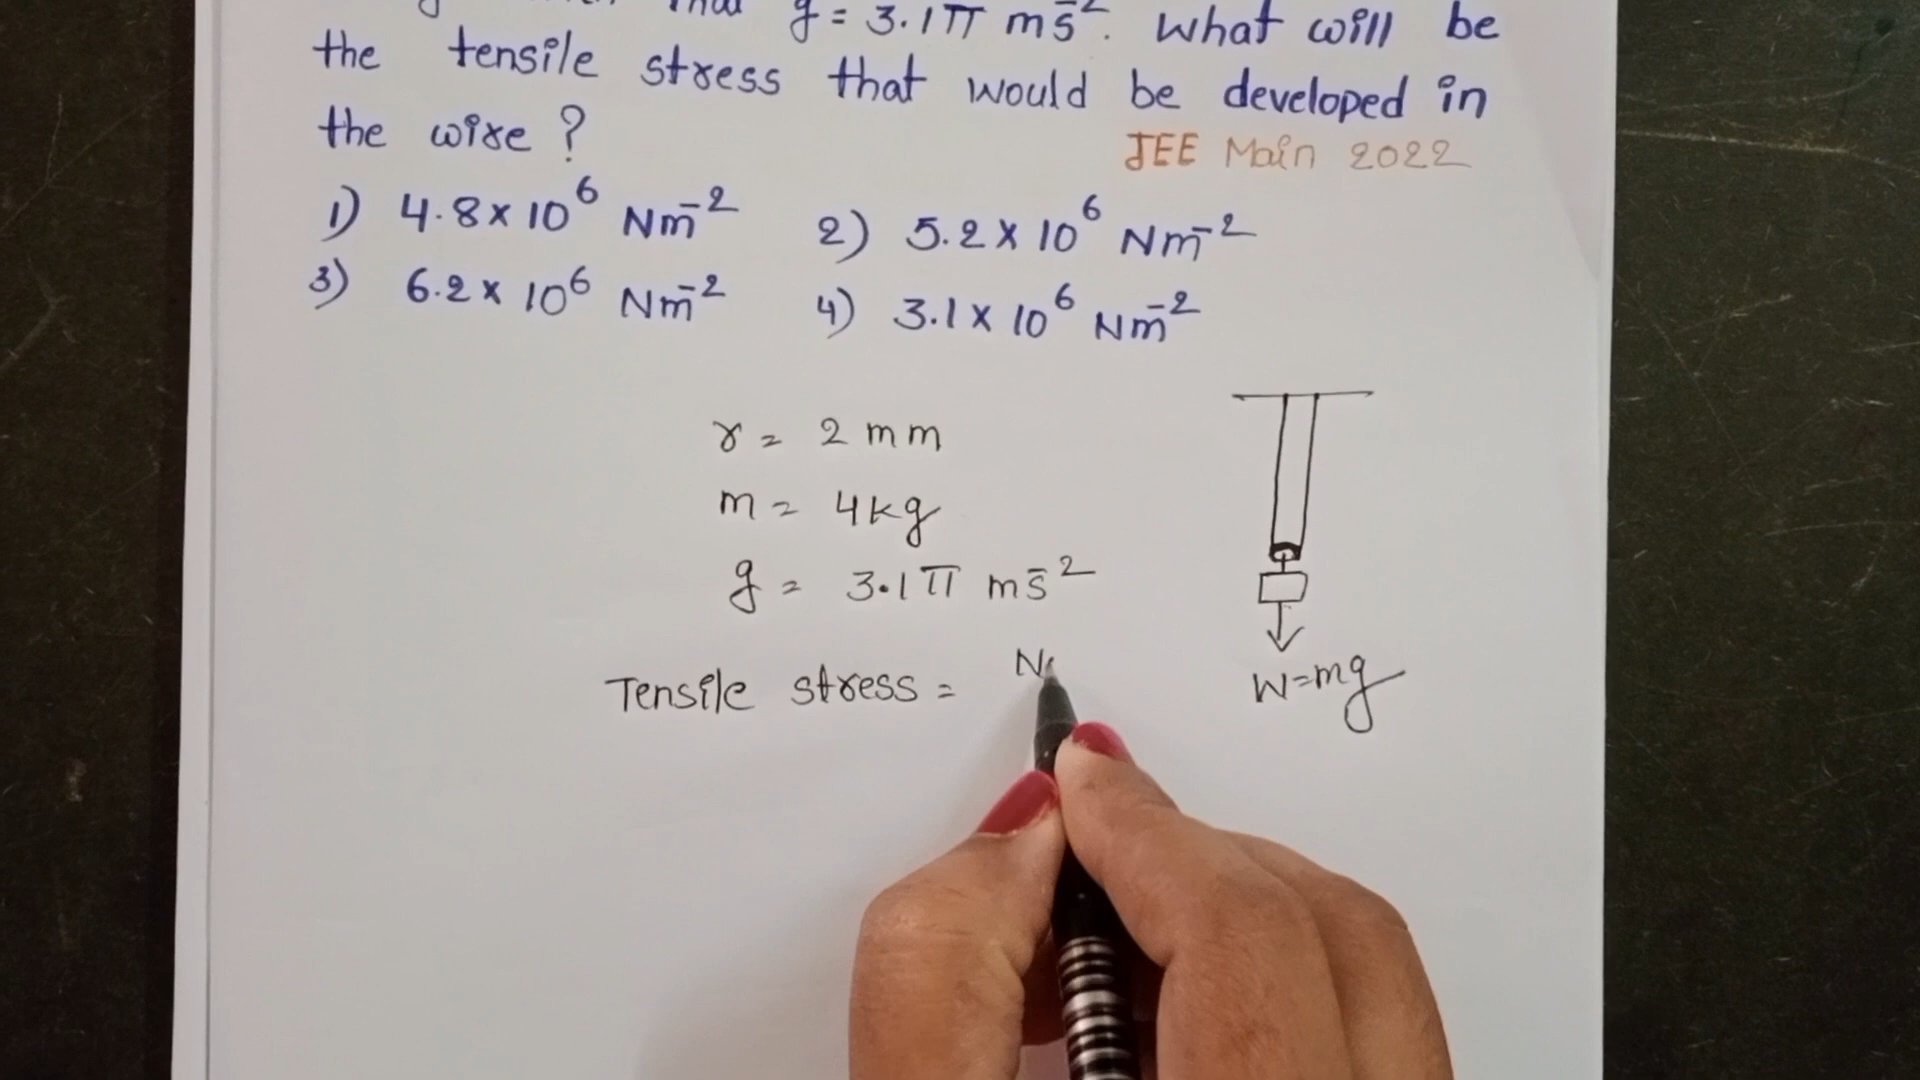 that g = 3.1π ms⁻². What will be
the tensile stress that would be developed in
the wire ?
JEE Main 2022
1) 4.8 x 10⁶ Nm⁻² 2) 5.2 x 10⁶ Nm⁻²
3) 6.2 x 10⁶ Nm⁻² 4) 3.1 x 10⁶ Nm⁻²
r = 2 mm
m = 4 kg
g = 3.1π ms⁻²
Tensile stress =
W=mg